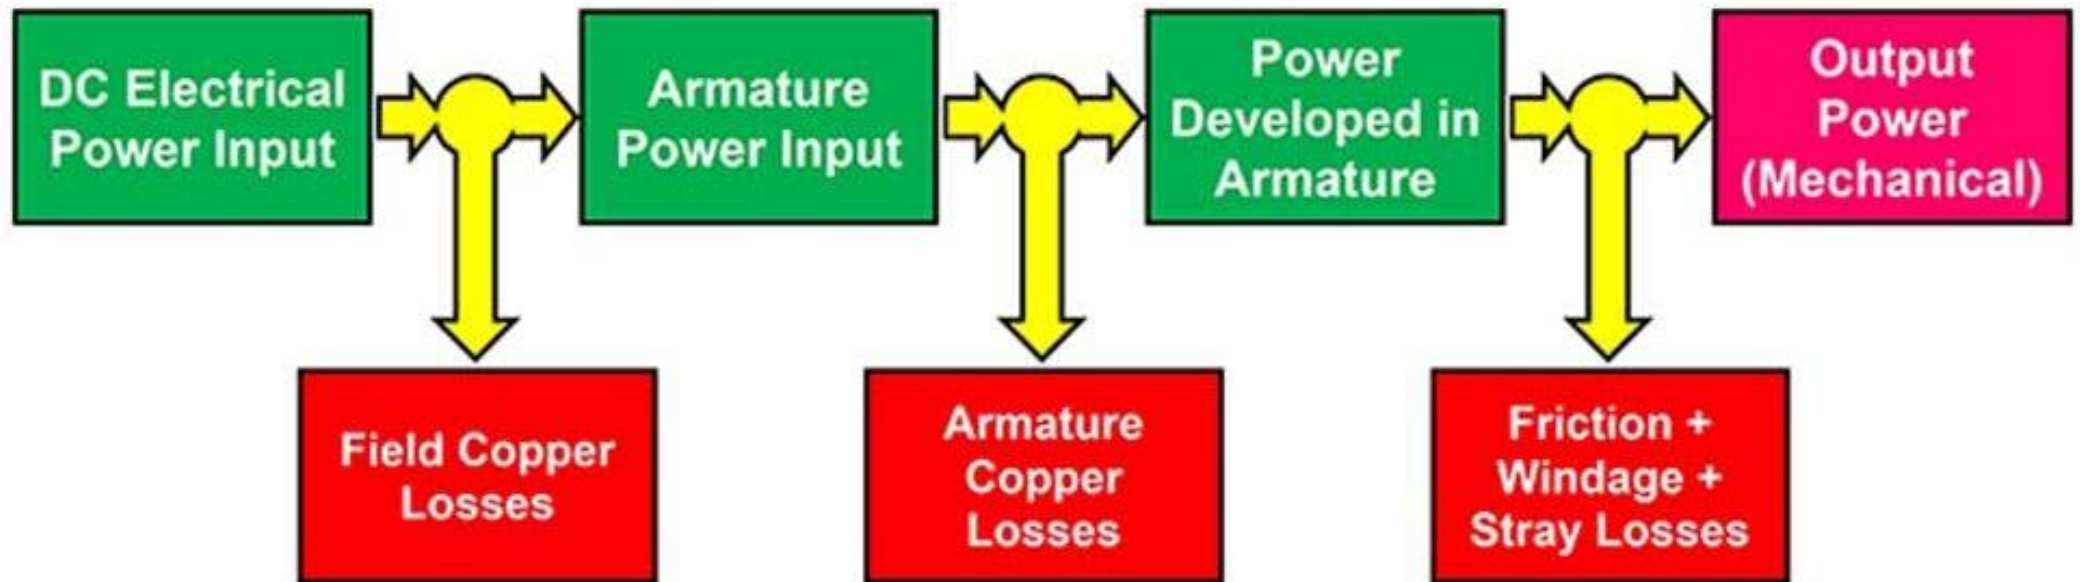 DC Electrical
Power Input
Armature
Power Input
Power
Developed in
Armature
Output
Power
(Mechanical)
Field Copper
Losses
Armature
Copper
Losses
Friction +
Windage +
Stray Losses